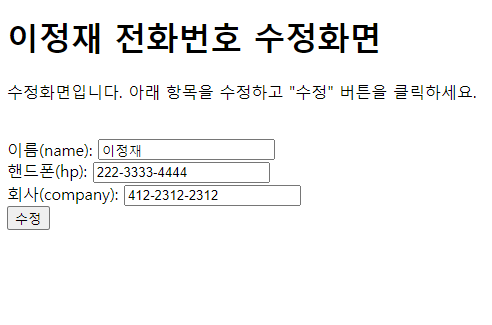 이정재 전화번호 수정화면
수정화면입니다. 아래 항목을 수정하고 "수정" 버튼을 클릭하세요.
이름(name): 이정재
핸드폰(hp): 222-3333-4444
회사(company): 412-2312-2312
수정